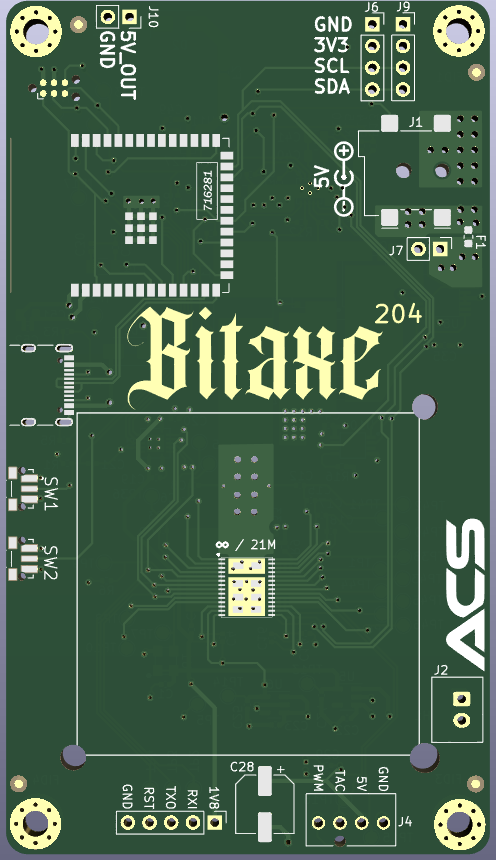 J10
5V_OUT
GND
J6 J9
GND
3V3
SCL
SDA
J1
5V
716281
J7
F1
204
Bitaxe
SW1
SW2
∞ / 21M
ACS
J2
C28
+
GND
RST
TXO
RXI
1V8
PWM
TAC
5V
GND
J4